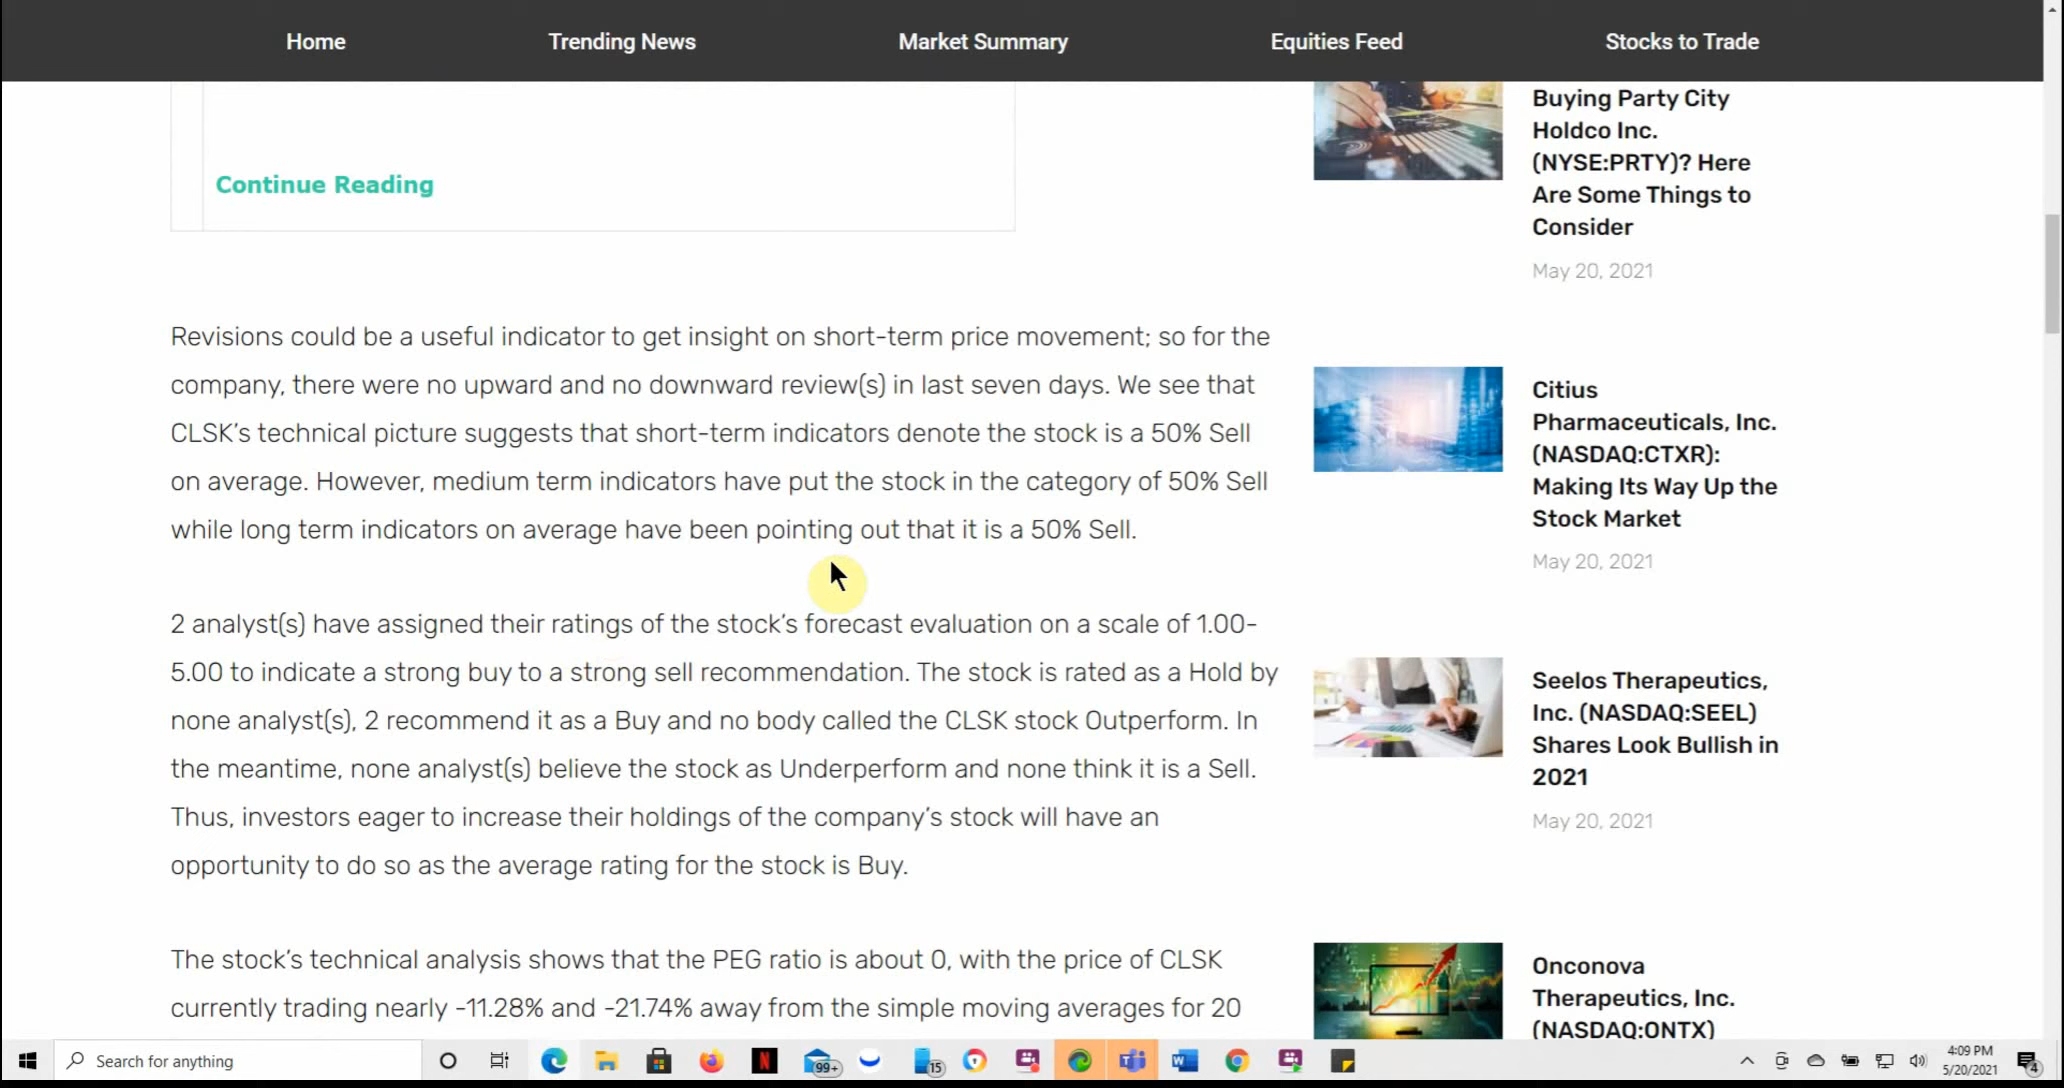 Home Trending News Market Summary Equities Feed Stocks to Trade
Continue Reading
Revisions could be a useful indicator to get insight on short-term price movement; so for the
company, there were no upward and no downward review(s) in last seven days. We see that
CLSK's technical picture suggests that short-term indicators denote the stock is a 50% Sell
on average. However, medium term indicators have put the stock in the category of 50% Sell
while long term indicators on average have been pointing out that it is a 50% Sell.
2 analyst(s) have assigned their ratings of the stock's forecast evaluation on a scale of 1.00-
5.00 to indicate a strong buy to a strong sell recommendation. The stock is rated as a Hold by
none analyst(s), 2 recommend it as a Buy and no body called the CLSK stock Outperform. In
the meantime, none analyst(s) believe the stock as Underperform and none think it is a Sell.
Thus, investors eager to increase their holdings of the company's stock will have an
opportunity to do so as the average rating for the stock is Buy.
The stock's technical analysis shows that the PEG ratio is about 0, with the price of CLSK
currently trading nearly -11.28% and -21.74% away from the simple moving averages for 20
Buying Party City
Holdco Inc.
(NYSE:PRTY)? Here
Are Some Things to
Consider
May 20, 2021
Citius
Pharmaceuticals, Inc.
(NASDAQ:CTXR):
Making Its Way Up the
Stock Market
May 20, 2021
Seelos Therapeutics,
Inc. (NASDAQ:SEEL)
Shares Look Bullish in
2021
May 20, 2021
Onconova
Therapeutics, Inc.
(NASDAQ:ONTX)
Search for anything
N
99+
15
W
4:09 PM
5/20/2021
4